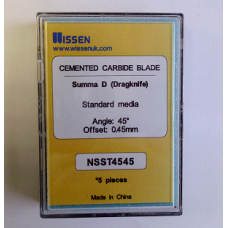 WISSEN
www.wissenuk.com
CEMENTED CARBIDE BLADE
Summa D (Dragknife)
Standard media
Angle: 45°
Offset: 0,45mm
NSST4545
*5 pieces
Made in China